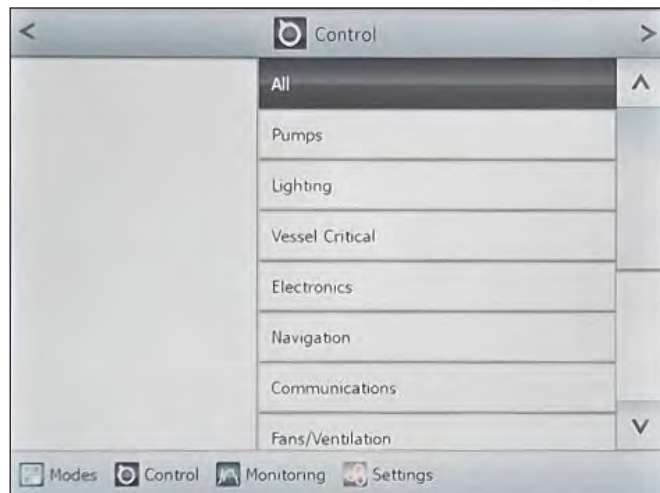 Control
All
Pumps
Lighting
Vessel Critical
Electronics
Navigation
Communications
Fans/Ventilation
Modes Control Monitoring Settings